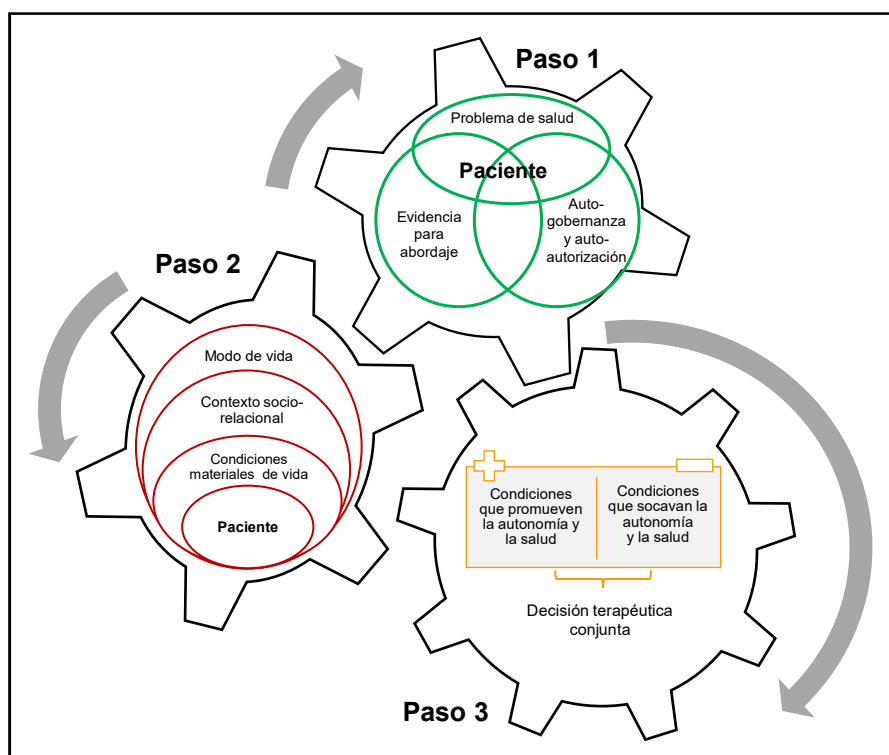 Paso 1
Problema de salud
Paciente
Evidencia
para
abordaje
Auto-
gobernanza
y auto-
autorización
Paso 2
Modo de vida
Contexto socio-
relacional
Condiciones
materiales de vida
Paciente
Condiciones
que promueven
la autonomía y
la salud
Condiciones
que socavan la
autonomía
y la salud
Decisión terapéutica
conjunta
Paso 3